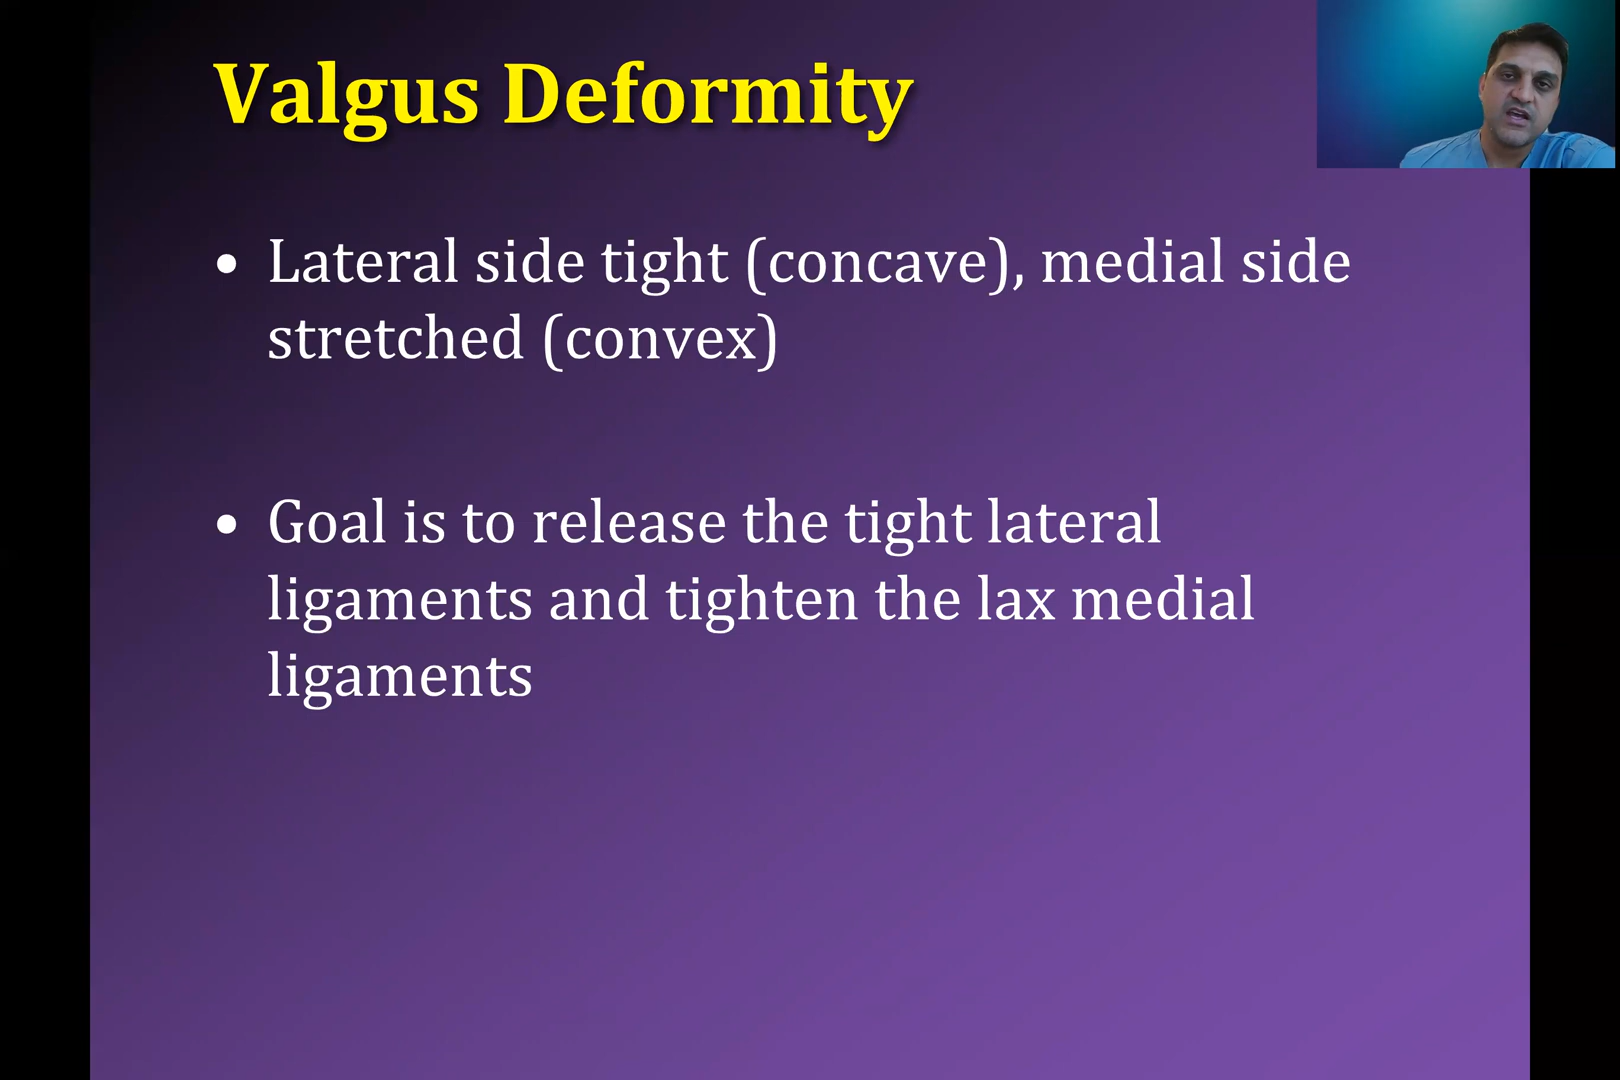 Valgus Deformity
• Lateral side tight (concave), medial side
stretched (convex)
• Goal is to release the tight lateral
ligaments and tighten the lax medial
ligaments